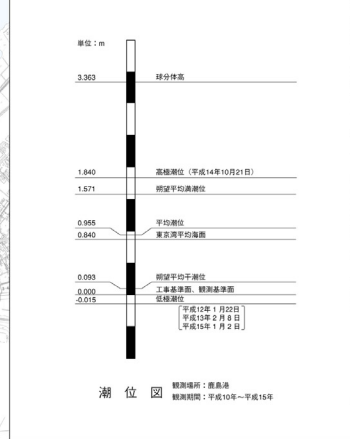 単位：m
3.363 球分体高
1.840 高極潮位（平成14年10月21日）
1.571 朔望平均満潮位
0.955 平均潮位
0.840 東京湾平均海面
0.093 朔望平均干潮位
0.000 工事基準面、観測基準面
-0.015 低極潮位
平成12年 1 月22日
平成13年 2 月 8 日
平成15年 1 月 2 日
潮 位 図
観測場所：鹿島港
観測期間：平成10年～平成15年